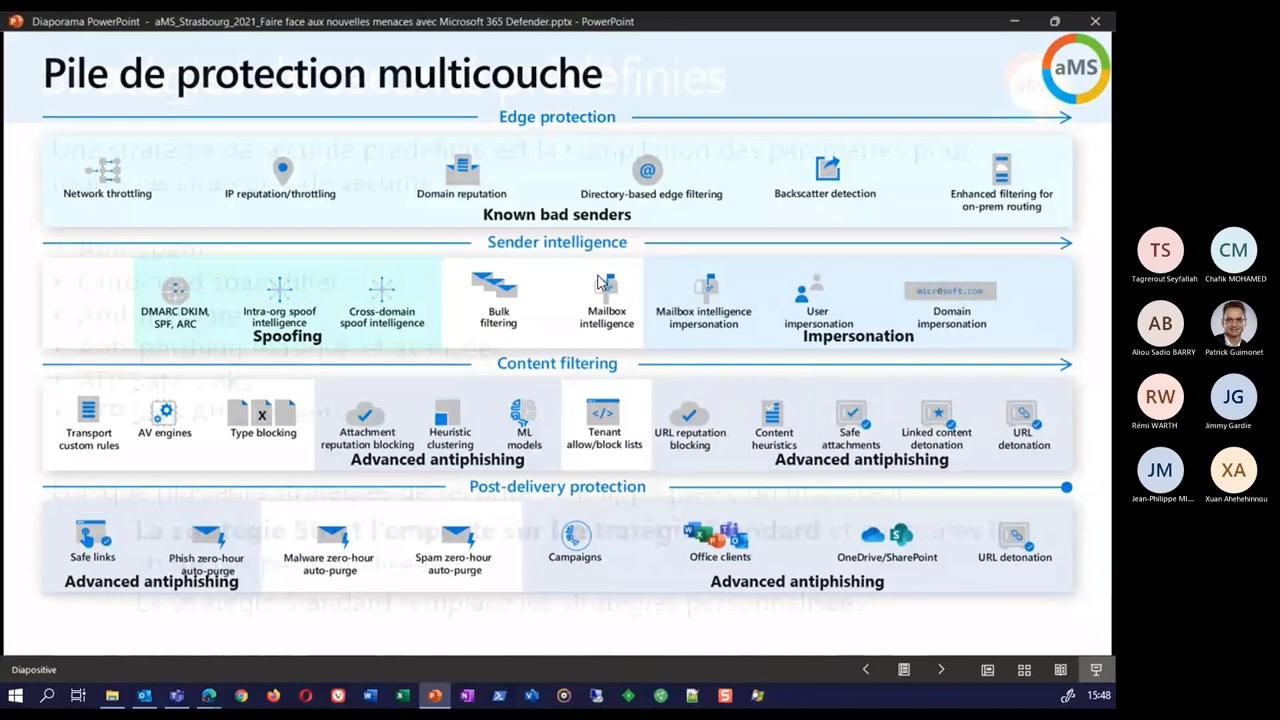 Diaporama PowerPoint - aMS_Strasbourg_2021_Faire face aux nouvelles menaces avec Microsoft 365 Defender.pptx - PowerPoint
Pile de protection multicouche
aMS
Edge protection
Network throttling
IP reputation/throttling
Domain reputation
Directory-based edge filtering
Backscatter detection
Enhanced filtering for
on-prem routing
Known bad senders
Sender intelligence
DMARC DKIM,
SPF, ARC
Intra-org spoof
intelligence
Cross-domain
spoof intelligence
Spoofing
Bulk
filtering
Mailbox
intelligence
Mailbox intelligence
impersonation
User
impersonation
micr0soft.com
Domain
impersonation
Impersonation
Content filtering
Transport
custom rules
AV engines
Type blocking
Attachment
reputation blocking
Heuristic
clustering
ML
models
Advanced antiphishing
Tenant
allow/block lists
URL reputation
blocking
Content
heuristics
Safe
attachments
Linked content
detonation
URL
detonation
Advanced antiphishing
Post-delivery protection
Safe links
Phish zero-hour
auto-purge
Advanced antiphishing
Malware zero-hour
auto-purge
Spam zero-hour
auto-purge
Campaigns
Office clients
OneDrive/SharePoint
URL detonation
Advanced antiphishing
TS
Tagrerout Seyfallah
CM
Chafik MOHAMED
AB
Aliou Sadio BARRY
Patrick Guimonet
RW
Rémi WARTH
JG
Jimmy Gardie
JM
Jean-Philippe MI...
XA
Xuan Ahehehinnou
Diapositive
15:48